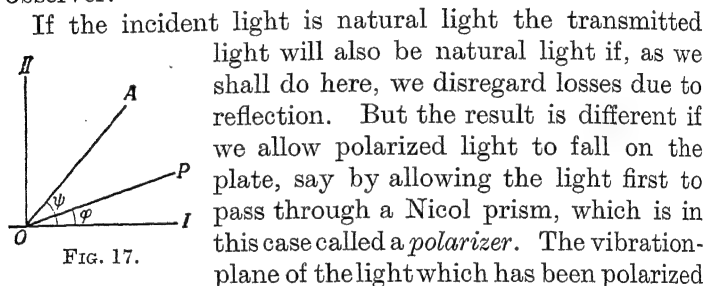 If the incident light is natural light the transmitted
light will also be natural light if, as we
shall do here, we disregard losses due to
reflection. But the result is different if
we allow polarized light to fall on the
plate, say by allowing the light first to
pass through a Nicol prism, which is in
this case called a polarizer. The vibration-
plane of the light which has been polarized
II
A
P
ψ
φ
I
O
Fig. 17.